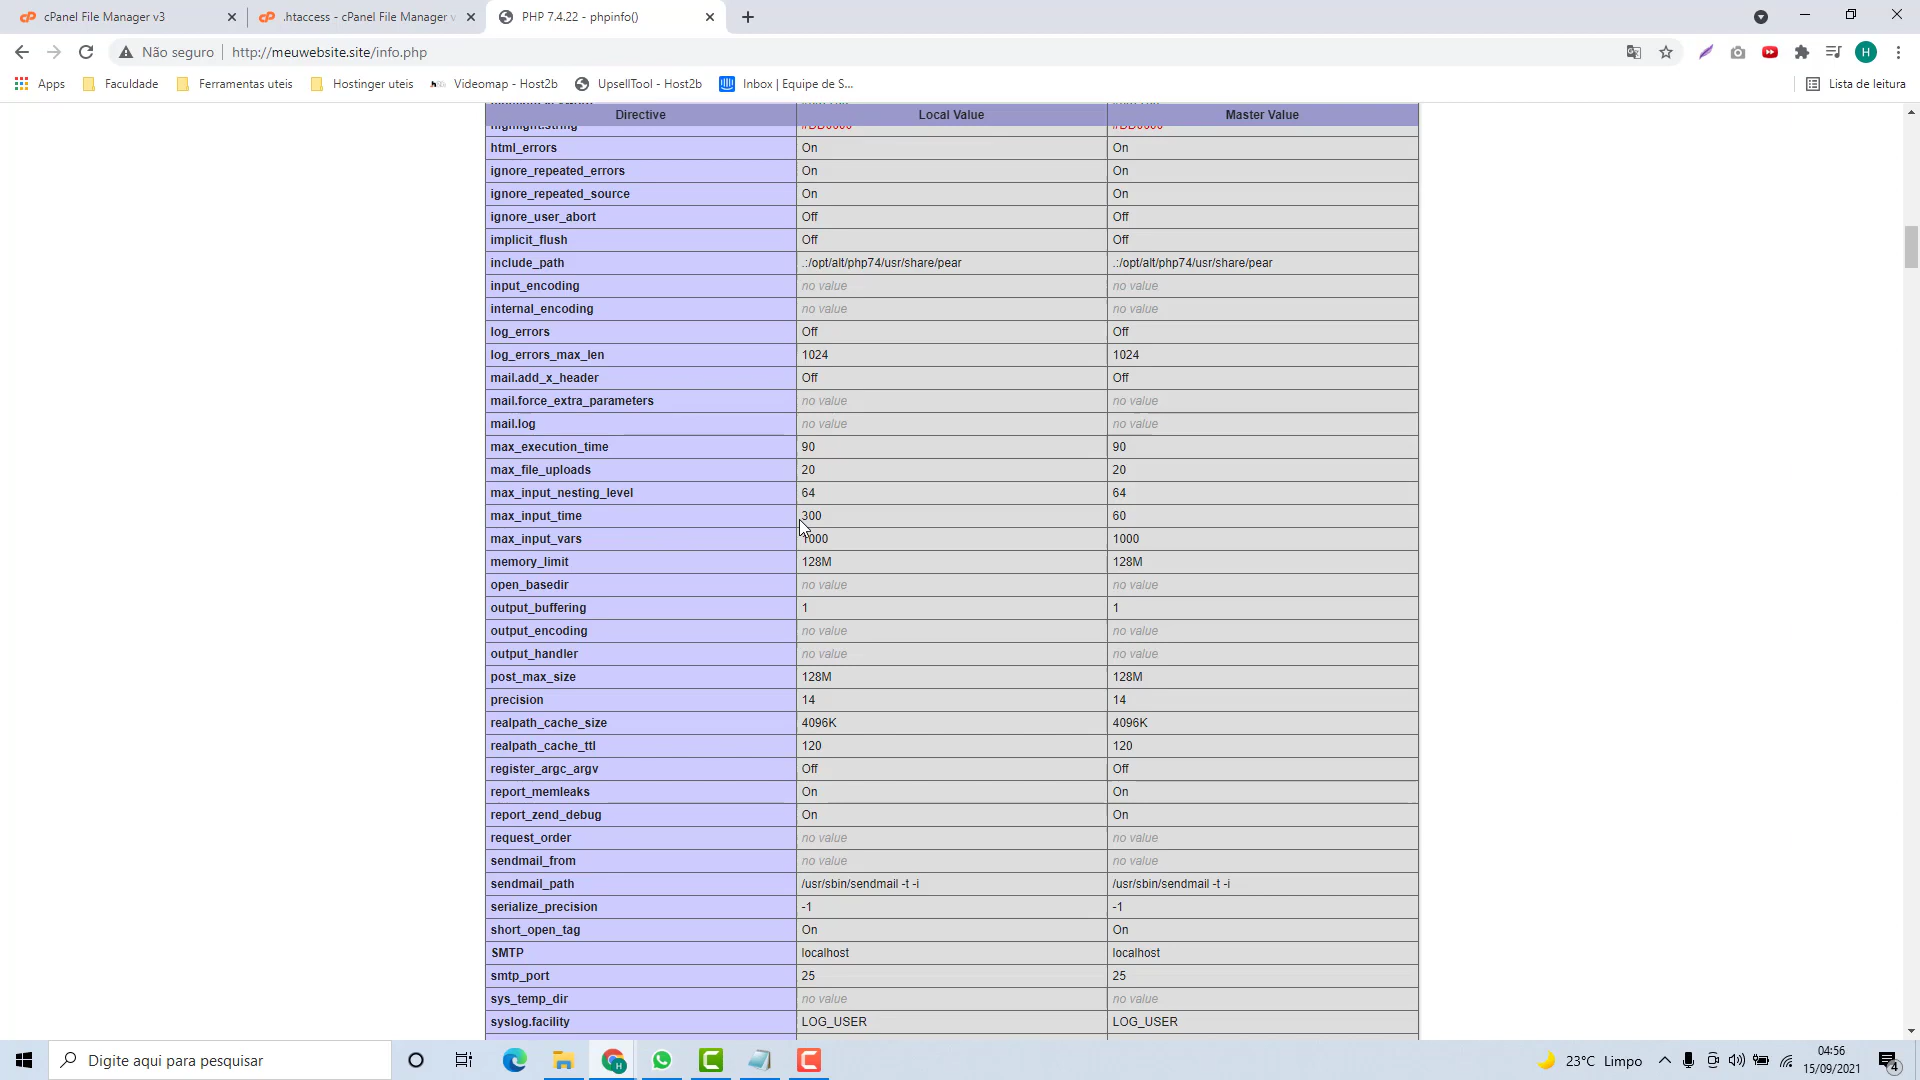 cPanel File Manager v3
.htaccess - cPanel File Manager v
PHP 7.4.22 - phpinfo()
Não seguro
http://meuwebsite.site/info.php
H
Apps
Faculdade
Ferramentas uteis
Hostinger uteis
Videomap - Host2b
UpsellTool - Host2b
Inbox | Equipe de S...
Lista de leitura
Directive Local Value Master Value
html_errors On On
ignore_repeated_errors On On
ignore_repeated_source On On
ignore_user_abort Off Off
implicit_flush Off Off
include_path .:/opt/alt/php74/usr/share/pear .:/opt/alt/php74/usr/share/pear
input_encoding no value no value
internal_encoding no value no value
log_errors Off Off
log_errors_max_len 1024 1024
mail.add_x_header Off Off
mail.force_extra_parameters no value no value
mail.log no value no value
max_execution_time 90 90
max_file_uploads 20 20
max_input_nesting_level 64 64
max_input_time 300 60
max_input_vars 1000 1000
memory_limit 128M 128M
open_basedir no value no value
output_buffering 1 1
output_encoding no value no value
output_handler no value no value
post_max_size 128M 128M
precision 14 14
realpath_cache_size 4096K 4096K
realpath_cache_ttl 120 120
register_argc_argv Off Off
report_memleaks On On
report_zend_debug On On
request_order no value no value
sendmail_from no value no value
sendmail_path /usr/sbin/sendmail -t -i /usr/sbin/sendmail -t -i
serialize_precision -1 -1
short_open_tag On On
SMTP localhost localhost
smtp_port 25 25
sys_temp_dir no value no value
syslog.facility LOG_USER LOG_USER
Digite aqui para pesquisar
23°C Limpo
04:56
15/09/2021
4